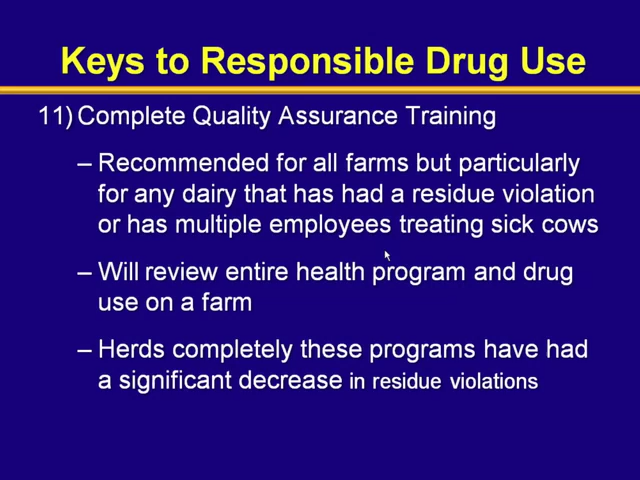 Keys to Responsible Drug Use
11) Complete Quality Assurance Training
– Recommended for all farms but particularly
for any dairy that has had a residue violation
or has multiple employees treating sick cows
– Will review entire health program and drug
use on a farm
– Herds completely these programs have had
a significant decrease in residue violations